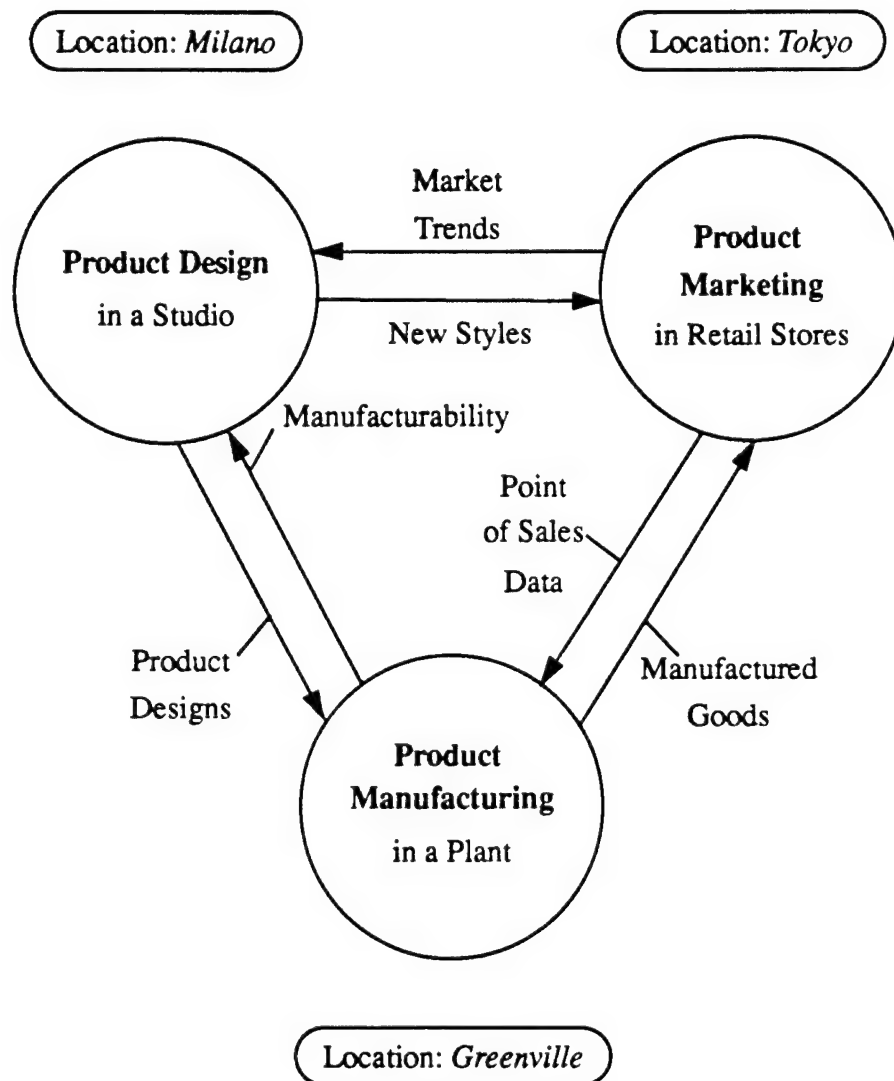 Location: Milano
Location: Tokyo
Market
Trends
Product Design
in a Studio
Product
Marketing
in Retail Stores
New Styles
Manufacturability
Point
of Sales
Data
Product
Designs
Manufactured
Goods
Product
Manufacturing
in a Plant
Location: Greenville